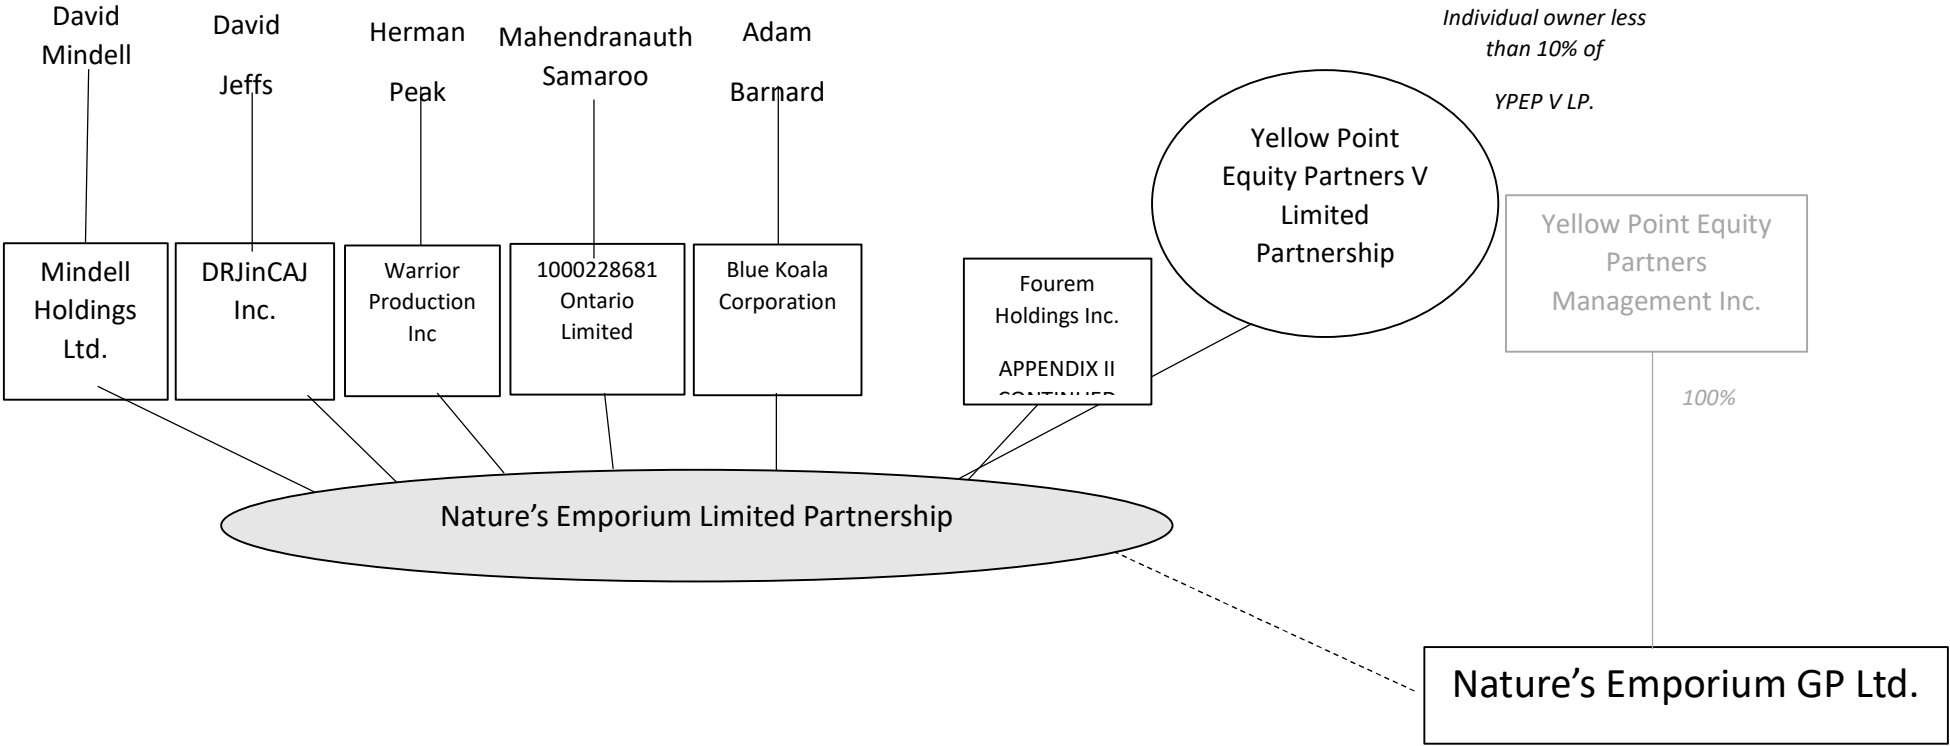 David
Mindell
David
Jeffs
Herman
Peak
Mahendranauth
Samaroo
Adam
Barnard
Individual owner less
than 10% of
YPEP V LP.
Yellow Point
Equity Partners V
Limited
Partnership
Yellow Point Equity
Partners
Management Inc.
Mindell
Holdings
Ltd.
DRJinCAJ
Inc.
Warrior
Production
Inc
1000228681
Ontario
Limited
Blue Koala
Corporation
Fourem
Holdings Inc.
APPENDIX II
CONTINUED
100%
Nature’s Emporium Limited Partnership
Nature’s Emporium GP Ltd.